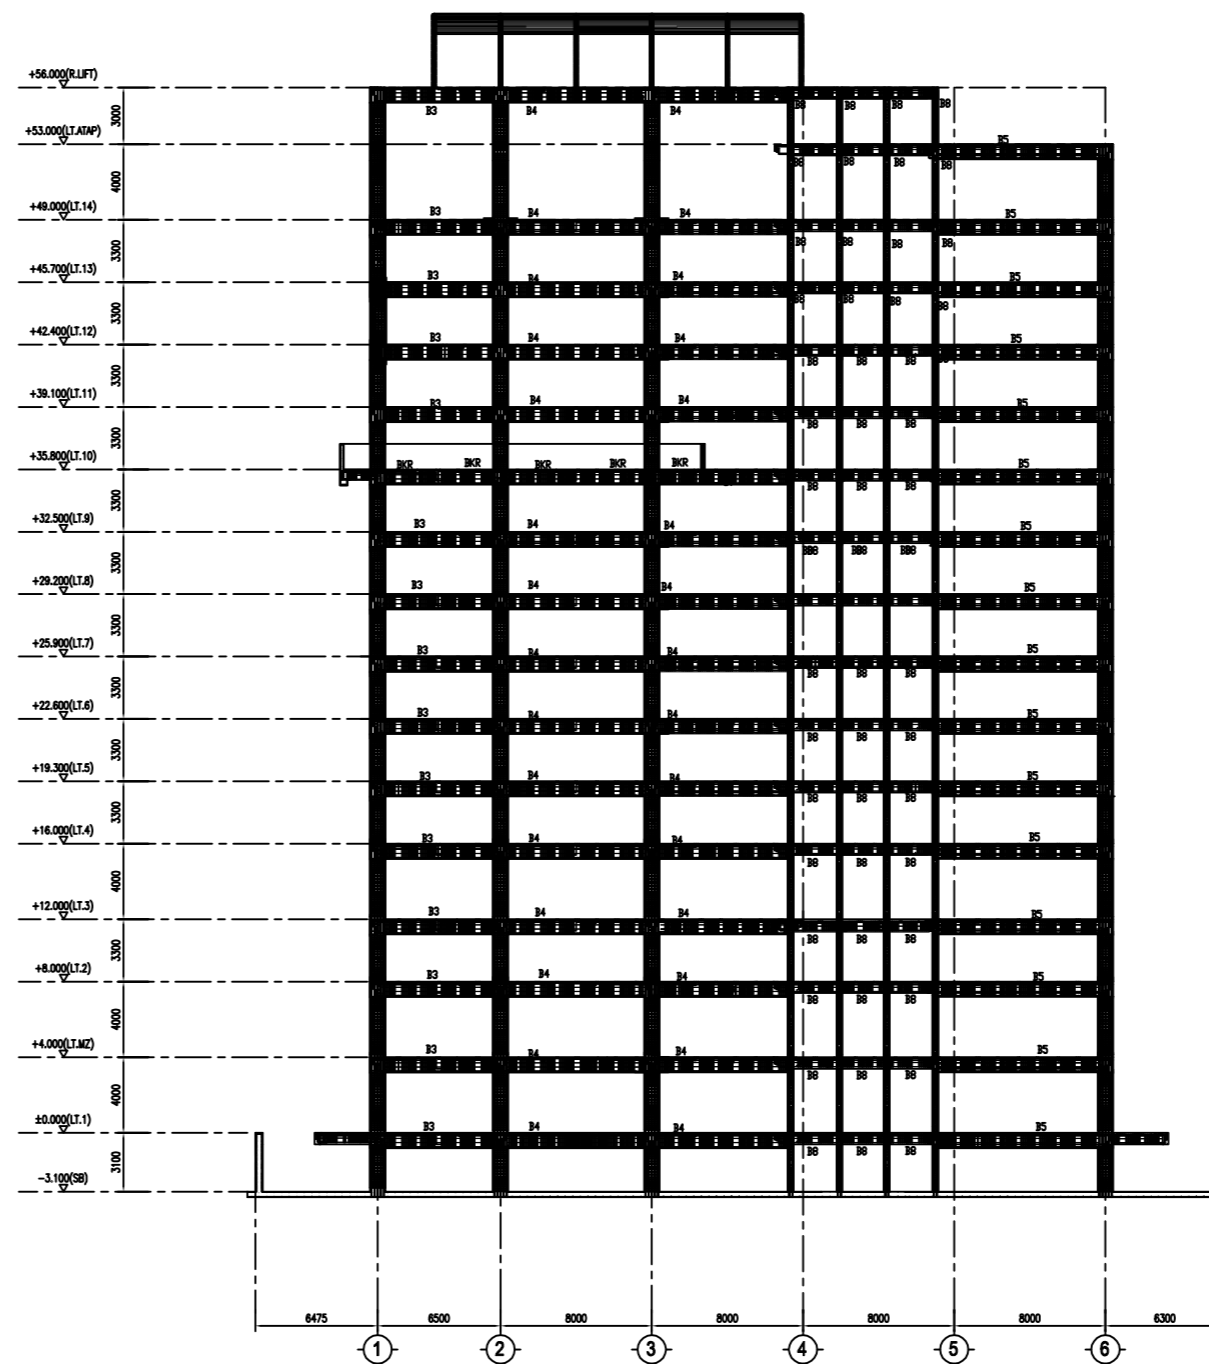 +56.000(R.LIFT)
B3 B4 B4 B8 B8 B8 B8
3000
+53.000(LT.ATAP)
B5
B8 B8 B8 B8
4000
+49.000(LT.14)
B3 B4 B4 B5
B8 B8 B8 B8
3300
+45.700(LT.13)
B3 B4 B4 B5
B8 B8 B8 B8
3300
+42.400(LT.12)
B3 B4 B4 B5
B8 B8 B8
3300
+39.100(LT.11)
B3 B4 B4 B5
B8 B8 B8
3300
+35.800(LT.10)
BKR BKR BKR BKR BKR B5
B8 B8 B8
3300
+32.500(LT.9)
B3 B4 B4 B5
BB8 BB8 BB8
3300
+29.200(LT.8)
B3 B4 B4 B5
3300
+25.900(LT.7)
B3 B4 B4 B5
B8 B8 B8
3300
+22.600(LT.6)
B3 B4 B4 B5
B8 B8 B8
3300
+19.300(LT.5)
B3 B4 B4 B5
B8 B8 B8
3300
+16.000(LT.4)
B3 B4 B4 B5
B8 B8 B8
4000
+12.000(LT.3)
B3 B4 B4 B5
B8 B8 B8
3300
+8.000(LT.2)
B3 B4 B4 B5
B8 B8 B8
4000
+4.000(LT.MZ)
B3 B4 B4 B5
B8 B8 B8
4000
±0.000(LT.1)
B3 B4 B4 B5
B8 B8 B8
3100
−3.100(SB)
6475 6500 8000 8000 8000 8000 6300
1 2 3 4 5 6